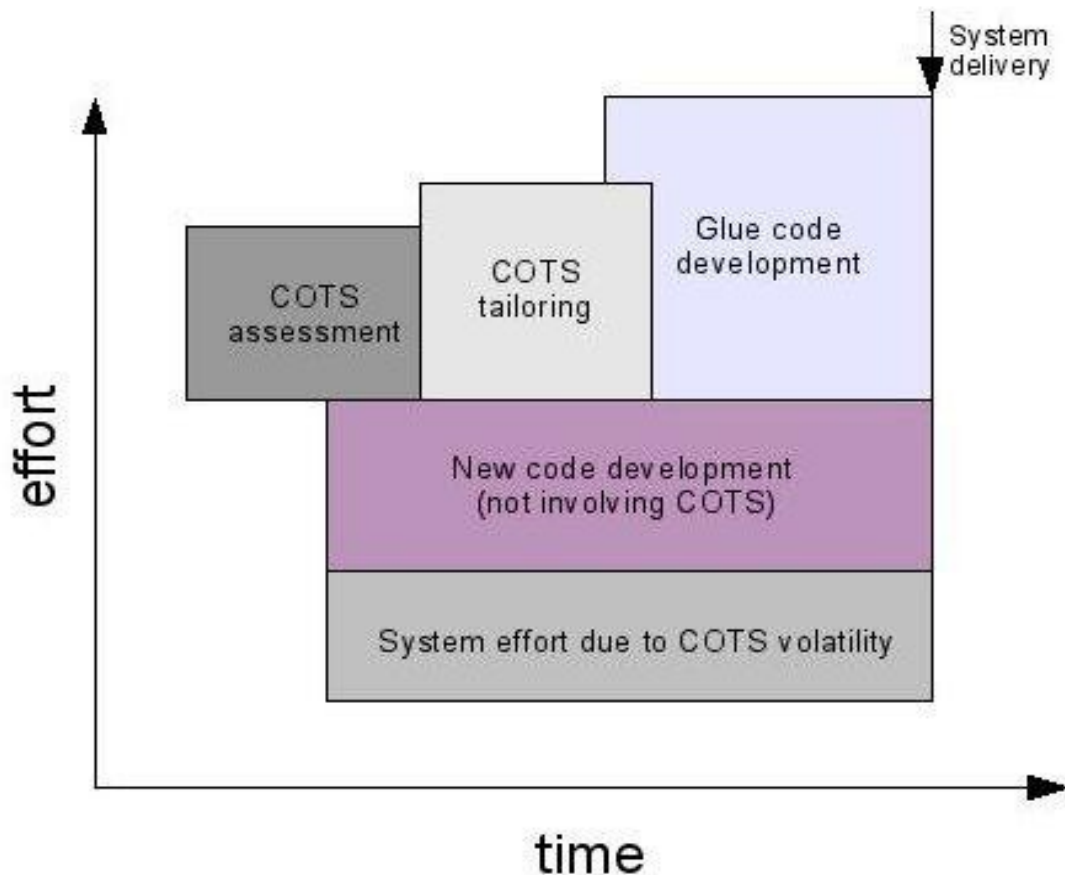 System
delivery
Glue code
development
COTS
tailoring
COTS
assessment
effort
New code development
(not involving COTS)
System effort due to COTS volatility
time